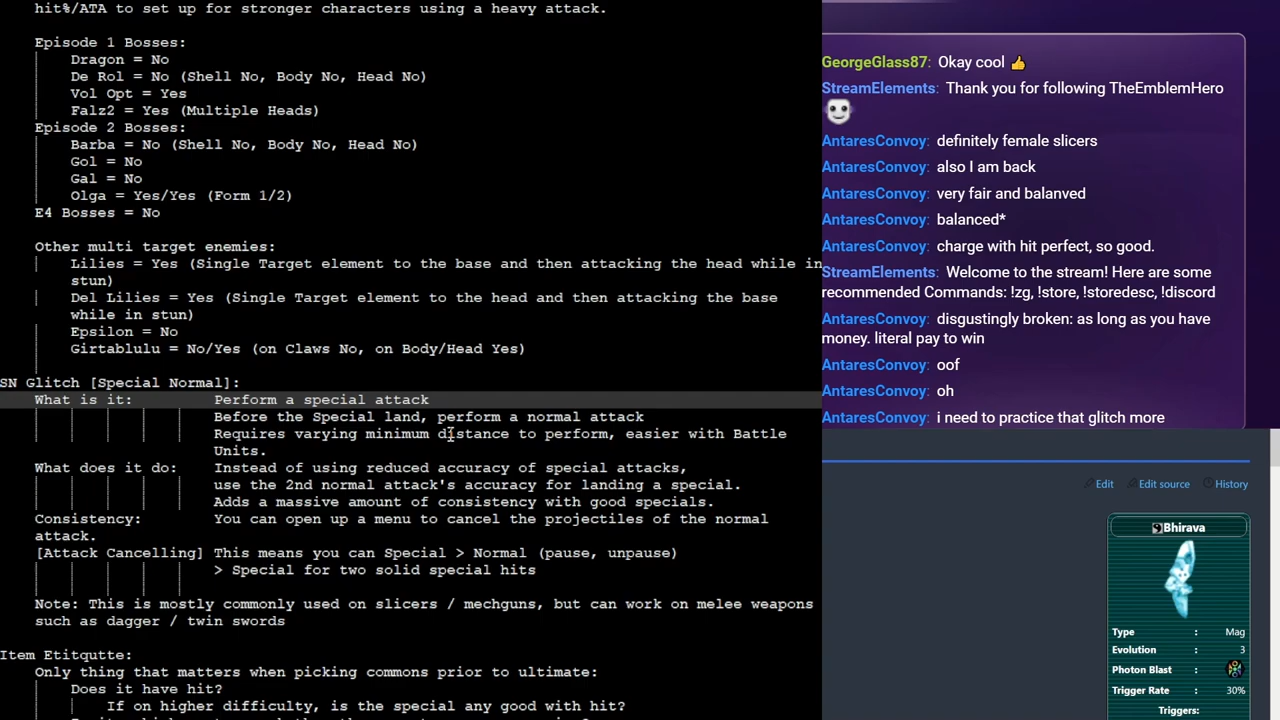 hit%/ATA to set up for stronger characters using a heavy attack.
Episode 1 Bosses:
Dragon = No
De Rol = No (Shell No, Body No, Head No)
Vol Opt = Yes
Falz2 = Yes (Multiple Heads)
Episode 2 Bosses:
Barba = No (Shell No, Body No, Head No)
Gol = No
Gal = No
Olga = Yes/Yes (Form 1/2)
E4 Bosses = No
Other multi target enemies:
Lilies = Yes (Single Target element to the base and then attacking the head while in
stun)
Del Lilies = Yes (Single Target element to the head and then attacking the base
while in stun)
Epsilon = No
Girtablulu = No/Yes (on Claws No, on Body/Head Yes)
SN Glitch [Special Normal]:
What is it: Perform a special attack
Before the Special land, perform a normal attack
Requires varying minimum distance to perform, easier with Battle
Units.
What does it do: Instead of using reduced accuracy of special attacks,
use the 2nd normal attack's accuracy for landing a special.
Adds a massive amount of consistency with good specials.
Consistency: You can open up a menu to cancel the projectiles of the normal
attack.
[Attack Cancelling] This means you can Special > Normal (pause, unpause)
> Special for two solid special hits
Note: This is mostly commonly used on slicers / mechguns, but can work on melee weapons
such as dagger / twin swords
Item Etitqutte:
Only thing that matters when picking commons prior to ultimate:
Does it have hit?
If on higher difficulty, is the special any good with hit?
GeorgeGlass87: Okay cool 👍
StreamElements: Thank you for following TheEmblemHero
AntaresConvoy: definitely female slicers
AntaresConvoy: also I am back
AntaresConvoy: very fair and balanved
AntaresConvoy: balanced*
AntaresConvoy: charge with hit perfect, so good.
StreamElements: Welcome to the stream! Here are some
recommended Commands: !zg, !store, !storedesc, !discord
AntaresConvoy: disgustingly broken: as long as you have
money. literal pay to win
AntaresConvoy: oof
AntaresConvoy: oh
AntaresConvoy: i need to practice that glitch more
Edit Edit source History
Bhirava
Type : Mag
Evolution : 3
Photon Blast :
Trigger Rate : 30%
Triggers: